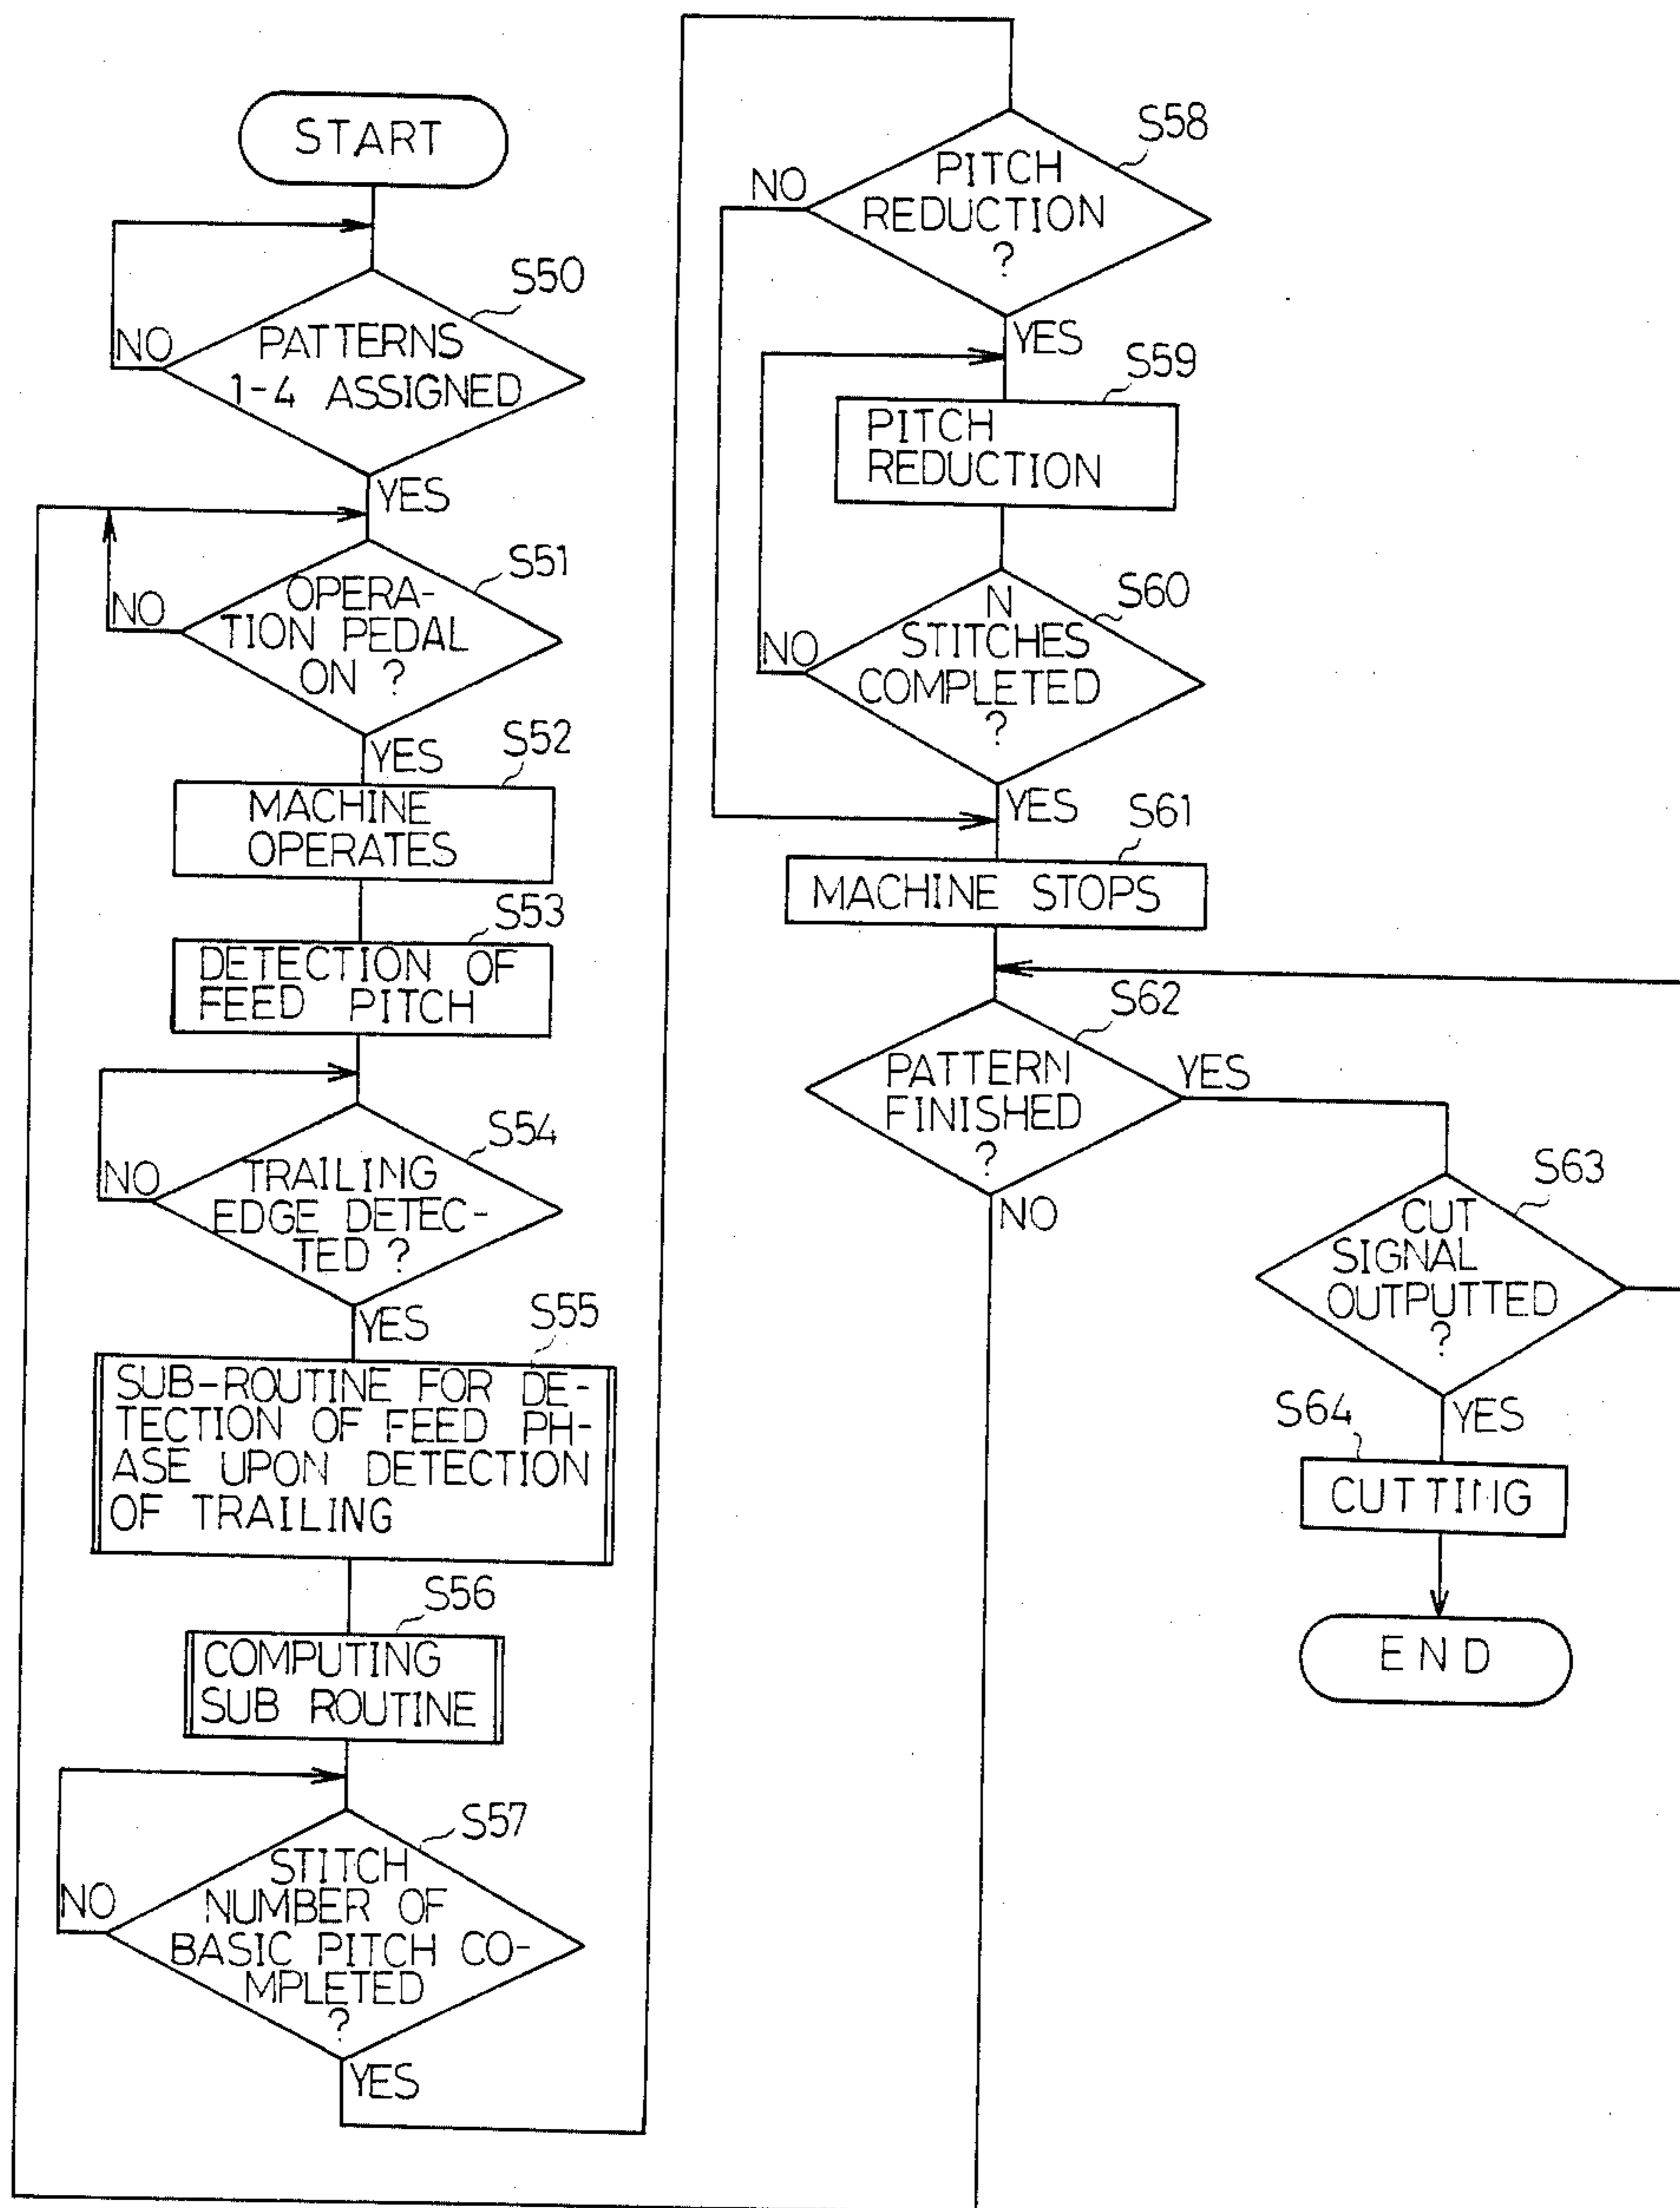 START
S50
NO
PATTERNS
1-4 ASSIGNED
YES
S51
NO
OPERA-
TION PEDAL
ON ?
YES
S52
MACHINE
OPERATES
S53
DETECTION OF
FEED PITCH
S54
NO
TRAILING
EDGE DETEC-
TED ?
YES
S55
SUB-ROUTINE FOR DE-
TECTION OF FEED PH-
ASE UPON DETECTION
OF TRAILING
S56
COMPUTING
SUB ROUTINE
S57
NO
STITCH
NUMBER OF
BASIC PITCH CO-
MPLETED
?
YES
S58
NO
PITCH
REDUCTION
?
YES
S59
PITCH
REDUCTION
S60
NO
N
STITCHES
COMPLETED
?
YES
S61
MACHINE STOPS
S62
PATTERN
FINISHED
?
YES
NO
S63
CUT
SIGNAL
OUTPUTTED
?
YES
S64
CUTTING
END